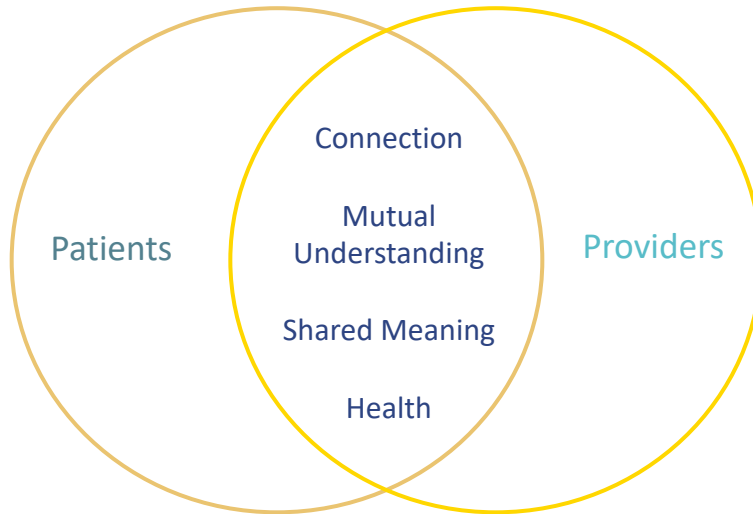 Connection
Mutual
Understanding
Patients
Providers
Shared Meaning
Health